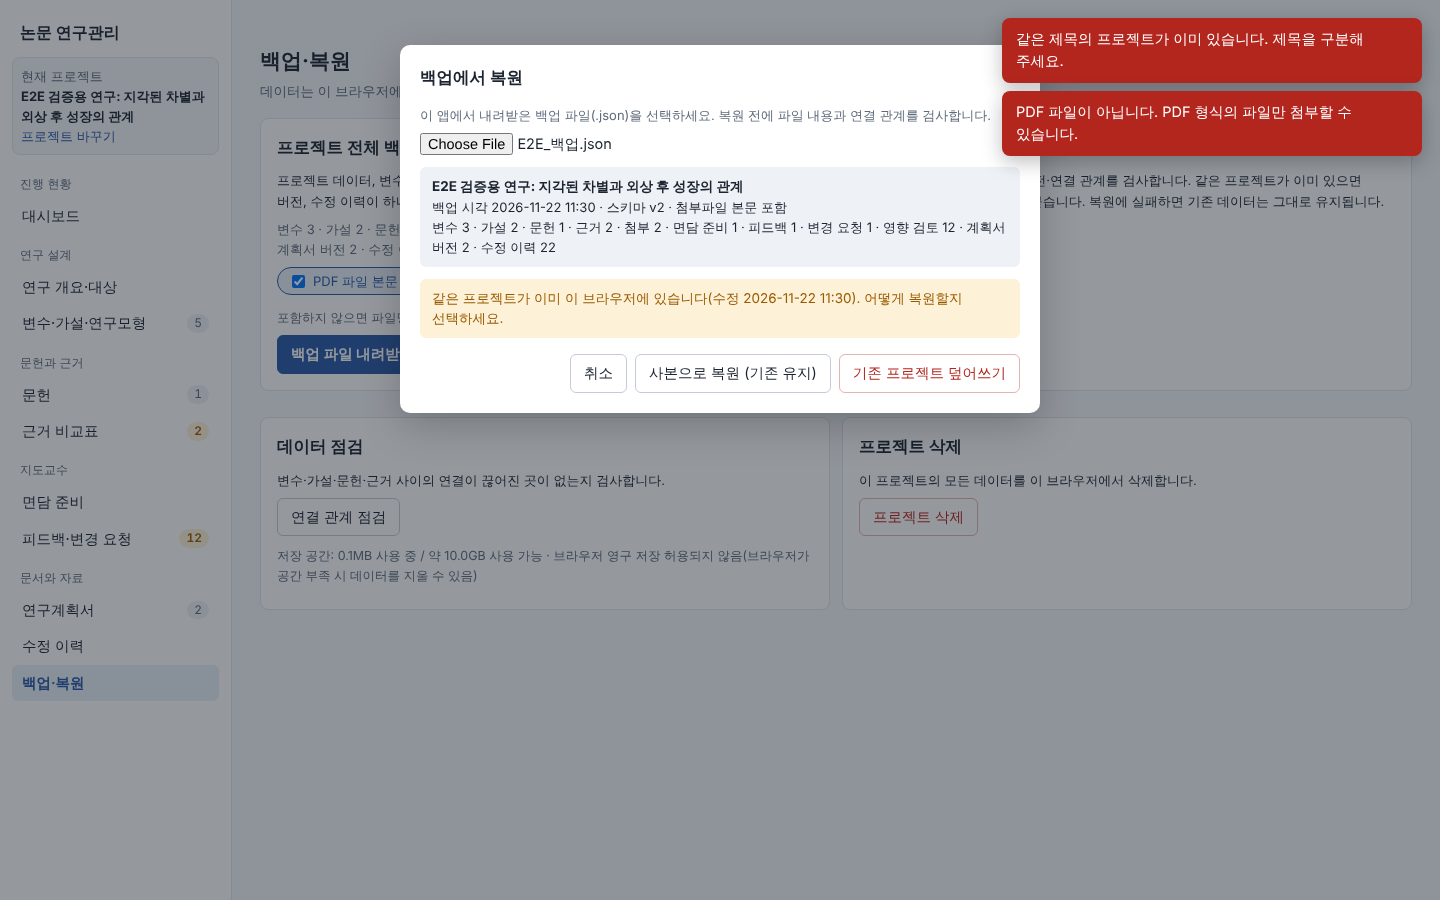 논문 연구관리
현재 프로젝트
E2E 검증용 연구: 지각된 차별과
외상 후 성장의 관계
프로젝트 바꾸기
진행 현황
대시보드
연구 설계
연구 개요·대상
변수·가설·연구모형 5
문헌과 근거
문헌 1
근거 비교표 2
지도교수
면담 준비
피드백·변경 요청 12
문서와 자료
연구계획서 2
수정 이력
백업·복원
백업·복원
데이터는 이 브라우저에
프로젝트 전체 백
프로젝트 데이터, 변수
버전, 수정 이력이 하나
변수 3 · 가설 2 · 문헌
계획서 버전 2 · 수정
PDF 파일 본문
포함하지 않으면 파일명
백업 파일 내려받
백업에서 복원
이 앱에서 내려받은 백업 파일(.json)을 선택하세요. 복원 전에 파일 내용과 연결 관계를 검사합니다.
Choose File E2E_백업.json
E2E 검증용 연구: 지각된 차별과 외상 후 성장의 관계
백업 시각 2026-11-22 11:30 · 스키마 v2 · 첨부파일 본문 포함
변수 3 · 가설 2 · 문헌 1 · 근거 2 · 첨부 2 · 면담 준비 1 · 피드백 1 · 변경 요청 1 · 영향 검토 12 · 계획서
버전 2 · 수정 이력 22
같은 프로젝트가 이미 이 브라우저에 있습니다(수정 2026-11-22 11:30). 어떻게 복원할지
선택하세요.
취소
사본으로 복원 (기존 유지)
기존 프로젝트 덮어쓰기
같은 제목의 프로젝트가 이미 있습니다. 제목을 구분해
주세요.
PDF 파일이 아닙니다. PDF 형식의 파일만 첨부할 수
있습니다.
전·연결 관계를 검사합니다. 같은 프로젝트가 이미 있으면
습니다. 복원에 실패하면 기존 데이터는 그대로 유지됩니다.
데이터 점검
변수·가설·문헌·근거 사이의 연결이 끊어진 곳이 없는지 검사합니다.
연결 관계 점검
저장 공간: 0.1MB 사용 중 / 약 10.0GB 사용 가능 · 브라우저 영구 저장 허용되지 않음(브라우저가
공간 부족 시 데이터를 지울 수 있음)
프로젝트 삭제
이 프로젝트의 모든 데이터를 이 브라우저에서 삭제합니다.
프로젝트 삭제